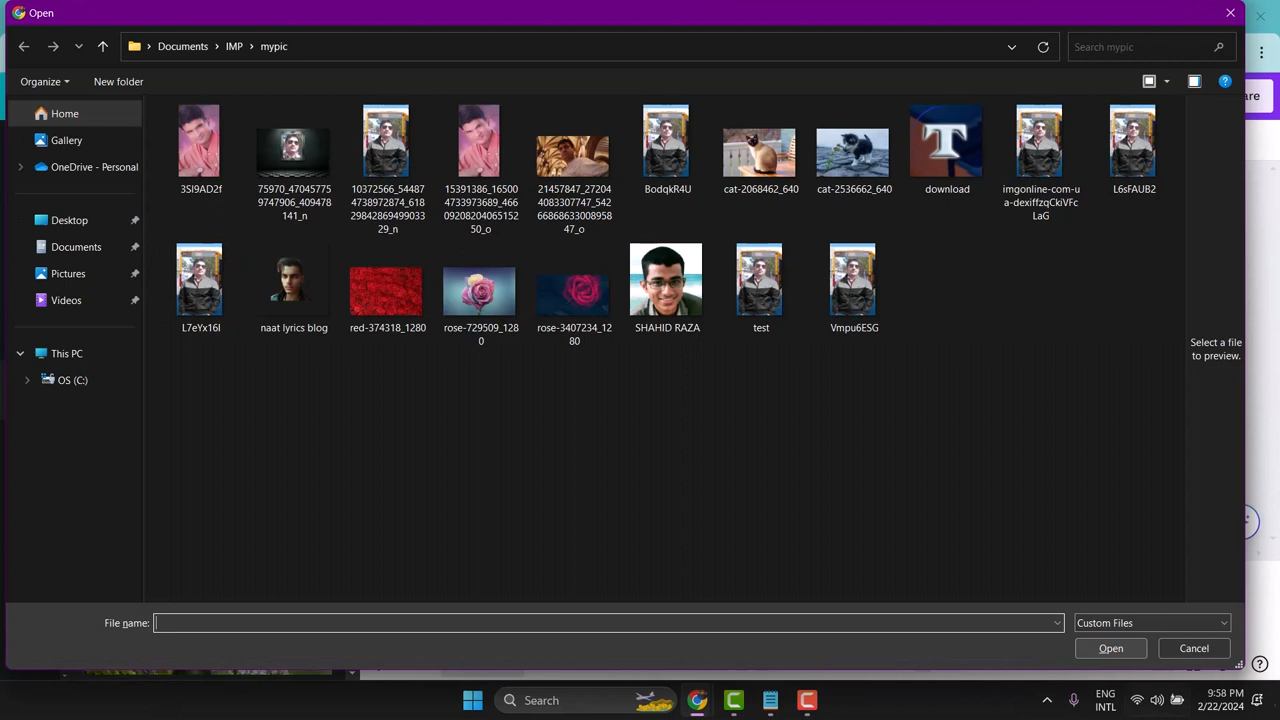 Open
Documents
IMP
mypic
Search mypic
Organize
New folder
are
Home
Gallery
OneDrive - Personal
Desktop
Documents
Pictures
Videos
This PC
OS (C:)
3SI9AD2f
75970_47045775
9747906_409478
141_n
10372566_54487
4738972874_618
29842869499033
29_n
15391386_16500
4733973689_466
09208204065152
50_o
21457847_27204
4083307747_542
66868633008958
47_o
BodqkR4U
cat-2068462_640
cat-2536662_640
T
download
imgonline-com-u
a-dexiffzqCkiVFc
LaG
L6sFAUB2
L7eYx16I
naat lyrics blog
red-374318_1280
rose-729509_128
0
rose-3407234_12
80
SHAHID RAZA
test
Vmpu6ESG
Select a file
to preview.
File name:
Custom Files
Open
Cancel
Search
ENG
INTL
9:58 PM
2/22/2024